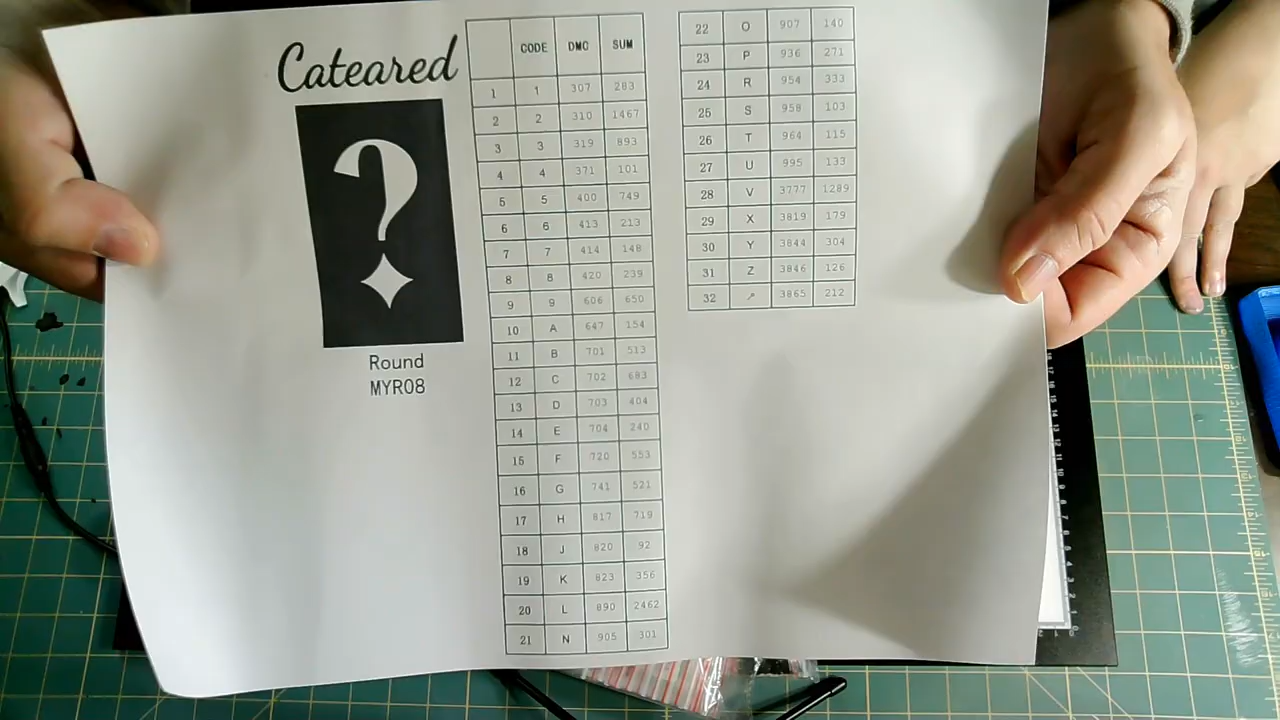 Cateared
?
Round
MYR08
CODE DMC SUM
1 1 307 283
2 2 310 1467
3 3 319 893
4 4 371 101
5 5 400 749
6 6 413 213
7 7 414 148
8 8 420 239
9 9 606 650
10 A 647 154
11 B 701 513
12 C 702 683
13 D 703 404
14 E 704 240
15 F 720 553
16 G 741 521
17 H 817 719
18 J 820 92
19 K 823 356
20 L 890 2462
21 N 905 301
22 O 907 140
23 P 936 271
24 R 954 333
25 S 958 103
26 T 964 115
27 U 995 133
28 V 3777 1289
29 X 3819 179
30 Y 3844 304
31 Z 3846 126
32 ↗ 3865 212